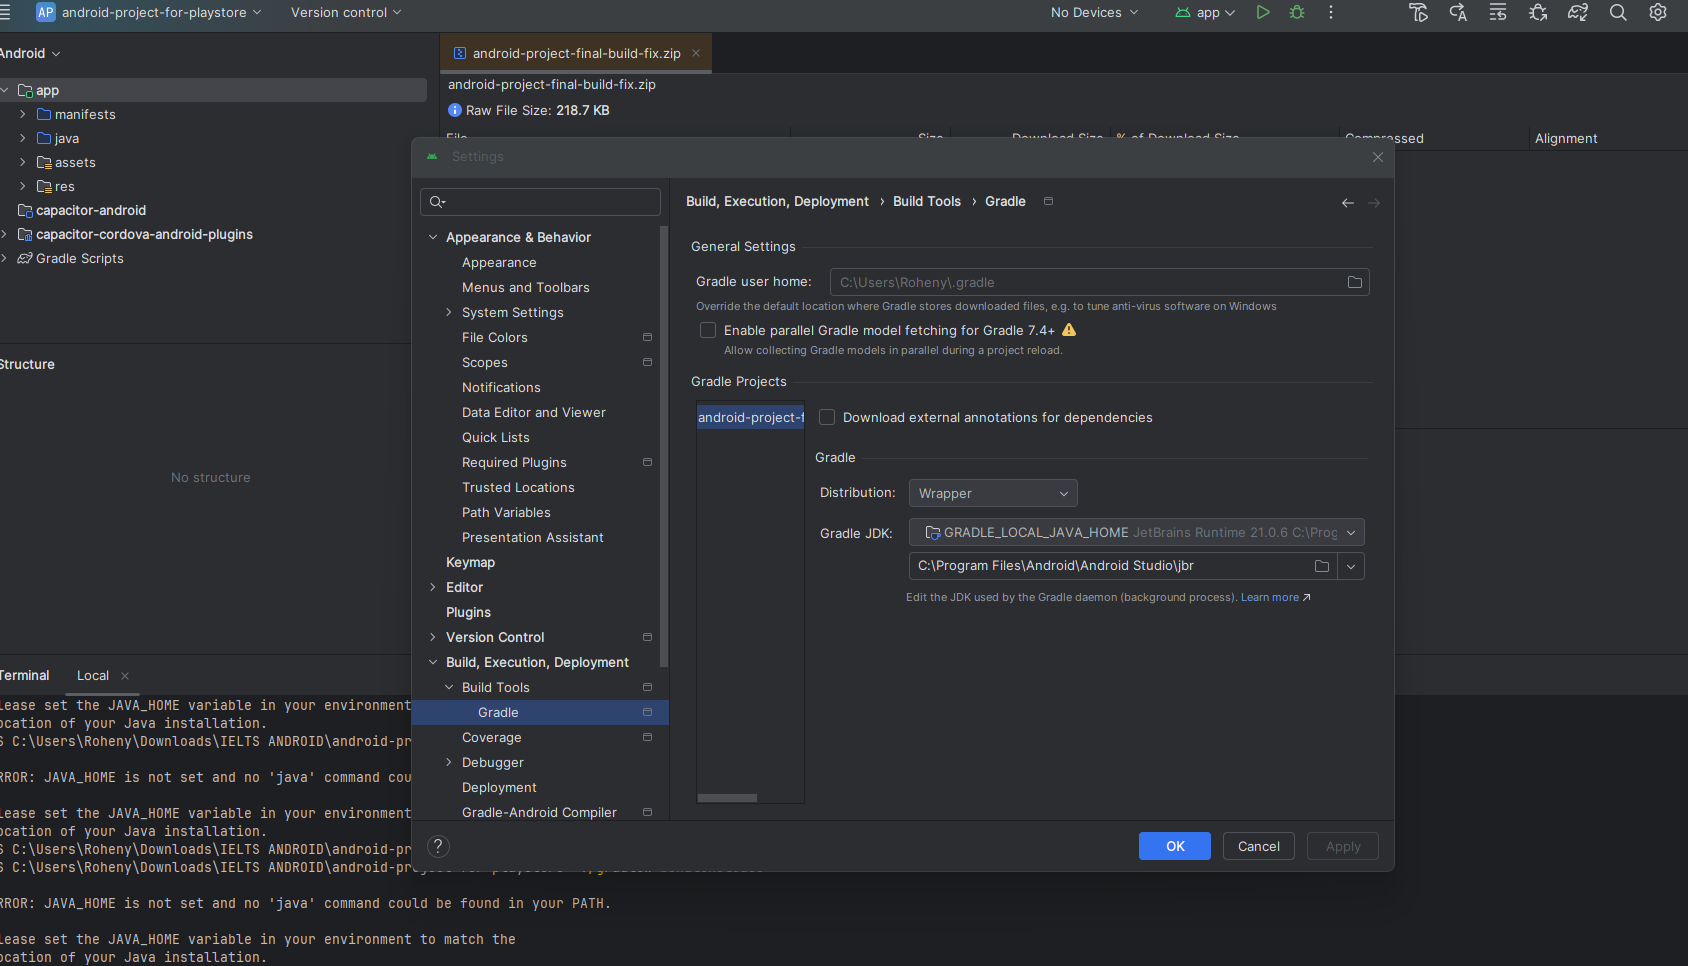 AP android-project-for-playstore Version control No Devices app
Android
android-project-final-build-fix.zip
app
manifests
java
assets
res
capacitor-android
capacitor-cordova-android-plugins
Gradle Scripts
android-project-final-build-fix.zip
Raw File Size: 218.7 KB
File Size Download Size % of Download Size Compressed Alignment
Structure
No structure
Settings
Appearance & Behavior
Appearance
Menus and Toolbars
System Settings
File Colors
Scopes
Notifications
Data Editor and Viewer
Quick Lists
Required Plugins
Trusted Locations
Path Variables
Presentation Assistant
Keymap
Editor
Plugins
Version Control
Build, Execution, Deployment
Build Tools
Gradle
Coverage
Debugger
Deployment
Gradle-Android Compiler
Build, Execution, Deployment › Build Tools › Gradle
General Settings
Gradle user home: C:\Users\Roheny\.gradle
Override the default location where Gradle stores downloaded files, e.g. to tune anti-virus software on Windows
Enable parallel Gradle model fetching for Gradle 7.4+
Allow collecting Gradle models in parallel during a project reload.
Gradle Projects
android-project-f
Download external annotations for dependencies
Gradle
Distribution: Wrapper
Gradle JDK: GRADLE_LOCAL_JAVA_HOME JetBrains Runtime 21.0.6 C:\Prog
C:\Program Files\Android\Android Studio\jbr
Edit the JDK used by the Gradle daemon (background process). Learn more
? OK Cancel Apply
Terminal Local
lease set the JAVA_HOME variable in your environment
ocation of your Java installation.
S C:\Users\Roheny\Downloads\IELTS ANDROID\android-pr
RROR: JAVA_HOME is not set and no 'java' command cou
lease set the JAVA_HOME variable in your environment
ocation of your Java installation.
S C:\Users\Roheny\Downloads\IELTS ANDROID\android-pr
S C:\Users\Roheny\Downloads\IELTS ANDROID\android-pr
RROR: JAVA_HOME is not set and no 'java' command could be found in your PATH.
lease set the JAVA_HOME variable in your environment to match the
ocation of your Java installation.